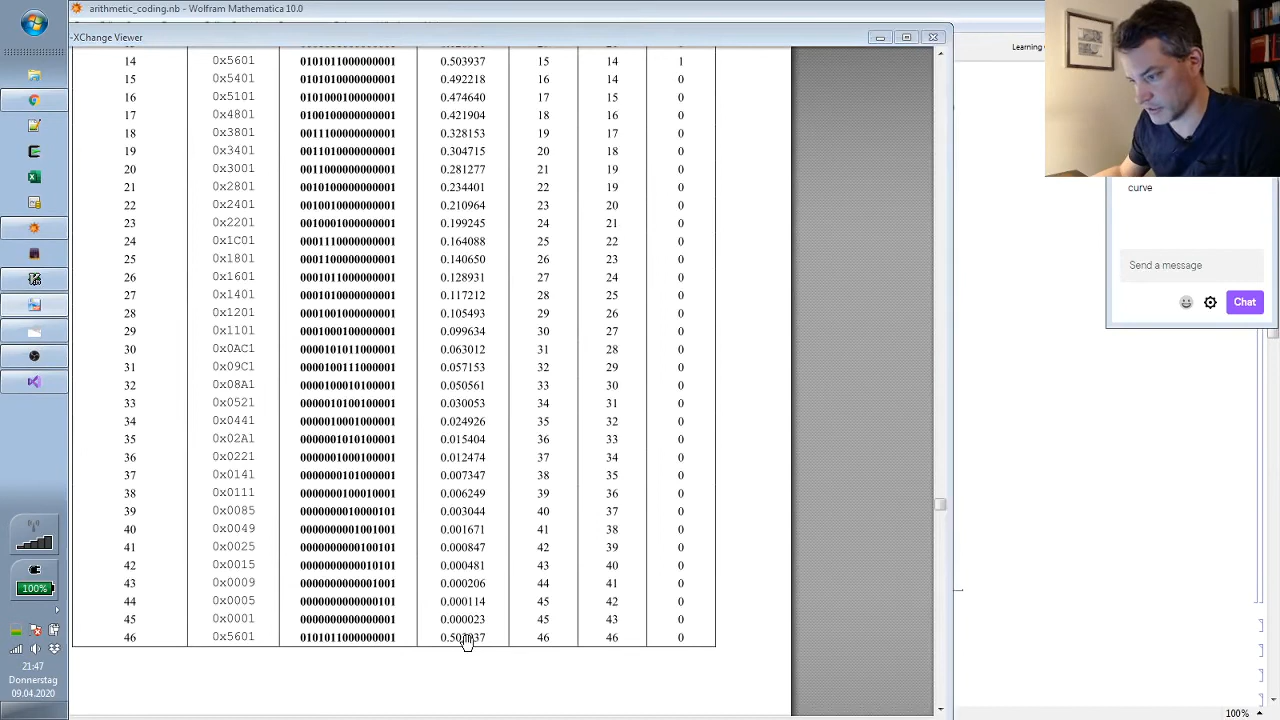 arithmetic_coding.nb - Wolfram Mathematica 10.0
-XChange Viewer
Learning
14 0x5601 0101011000000001 0.503937 15 14 1
15 0x5401 0101010000000001 0.492218 16 14 0
16 0x5101 0101000100000001 0.474640 17 15 0
17 0x4801 0100100000000001 0.421904 18 16 0
18 0x3801 0011100000000001 0.328153 19 17 0
19 0x3401 0011010000000001 0.304715 20 18 0
20 0x3001 0011000000000001 0.281277 21 19 0
21 0x2801 0010100000000001 0.234401 22 19 0
22 0x2401 0010010000000001 0.210964 23 20 0
23 0x2201 0010001000000001 0.199245 24 21 0
24 0x1C01 0001110000000001 0.164088 25 22 0
25 0x1801 0001100000000001 0.140650 26 23 0
26 0x1601 0001011000000001 0.128931 27 24 0
27 0x1401 0001010000000001 0.117212 28 25 0
28 0x1201 0001001000000001 0.105493 29 26 0
29 0x1101 0001000100000001 0.099634 30 27 0
30 0x0AC1 0000101011000001 0.063012 31 28 0
31 0x09C1 0000100111000001 0.057153 32 29 0
32 0x08A1 0000100010100001 0.050561 33 30 0
33 0x0521 0000010100100001 0.030053 34 31 0
34 0x0441 0000010001000001 0.024926 35 32 0
35 0x02A1 0000001010100001 0.015404 36 33 0
36 0x0221 0000001000100001 0.012474 37 34 0
37 0x0141 0000000101000001 0.007347 38 35 0
38 0x0111 0000000100010001 0.006249 39 36 0
39 0x0085 0000000010000101 0.003044 40 37 0
40 0x0049 0000000001001001 0.001671 41 38 0
41 0x0025 0000000000100101 0.000847 42 39 0
42 0x0015 0000000000010101 0.000481 43 40 0
43 0x0009 0000000000001001 0.000206 44 41 0
44 0x0005 0000000000000101 0.000114 45 42 0
45 0x0001 0000000000000001 0.000023 45 43 0
46 0x5601 0101011000000001 0.503937 46 46 0
curve
Send a message
Chat
100%
21:47
Donnerstag
09.04.2020
100%